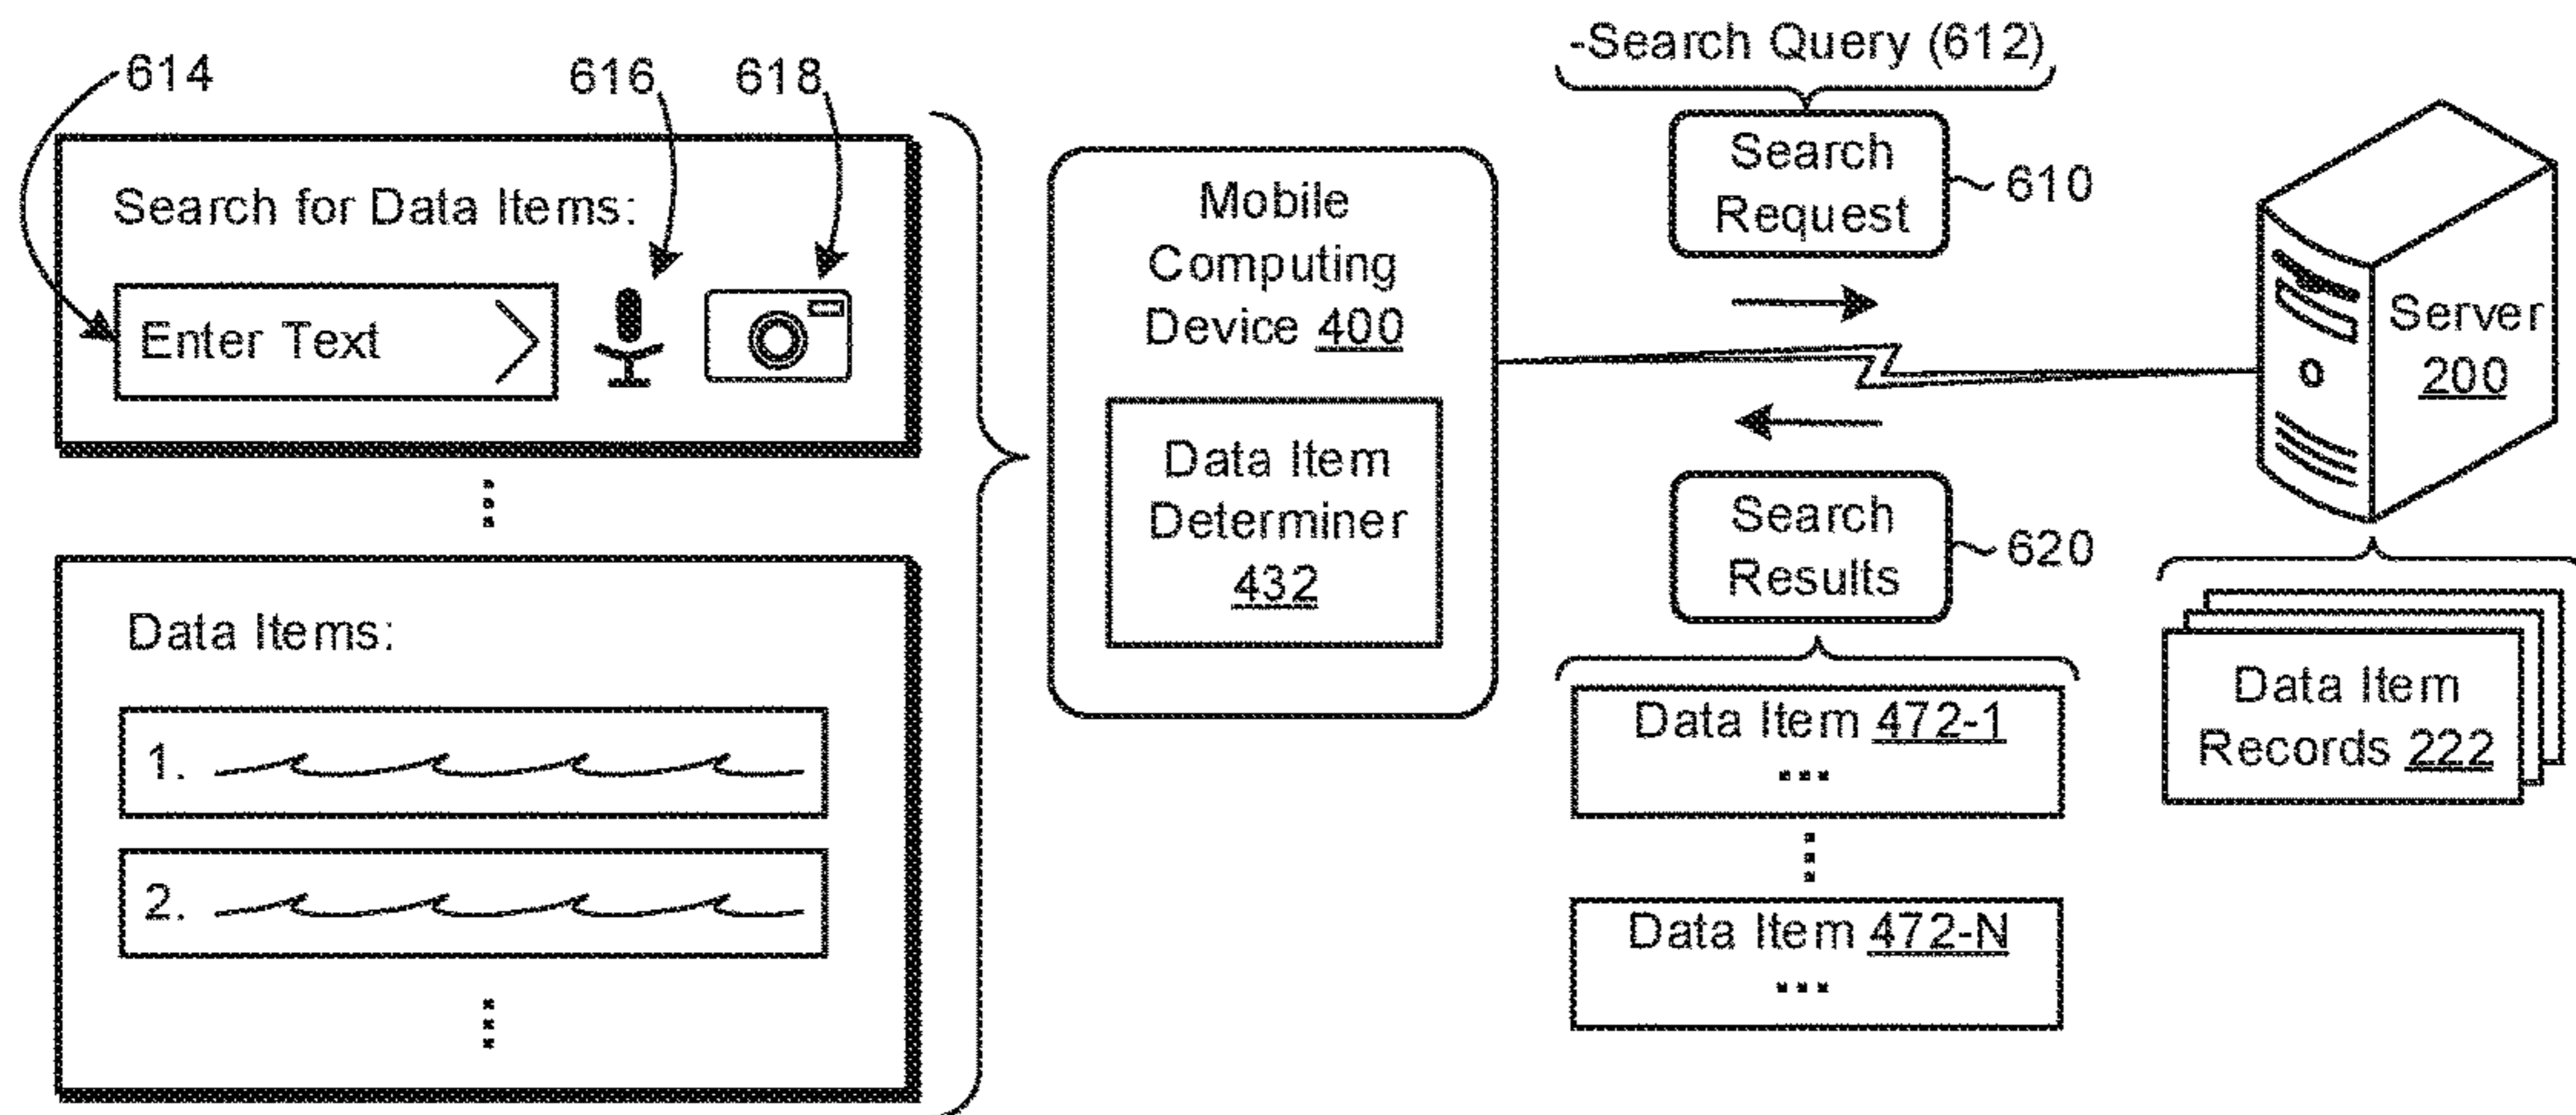 614
616
618
Search for Data Items:
Enter Text
Data Items:
1.
2.
Mobile
Computing
Device 400
Data Item
Determiner
432
-Search Query (612)
Search
Request
610
Search
Results
620
Data Item 472-1
...
Data Item 472-N
...
Server
200
Data Item
Records 222